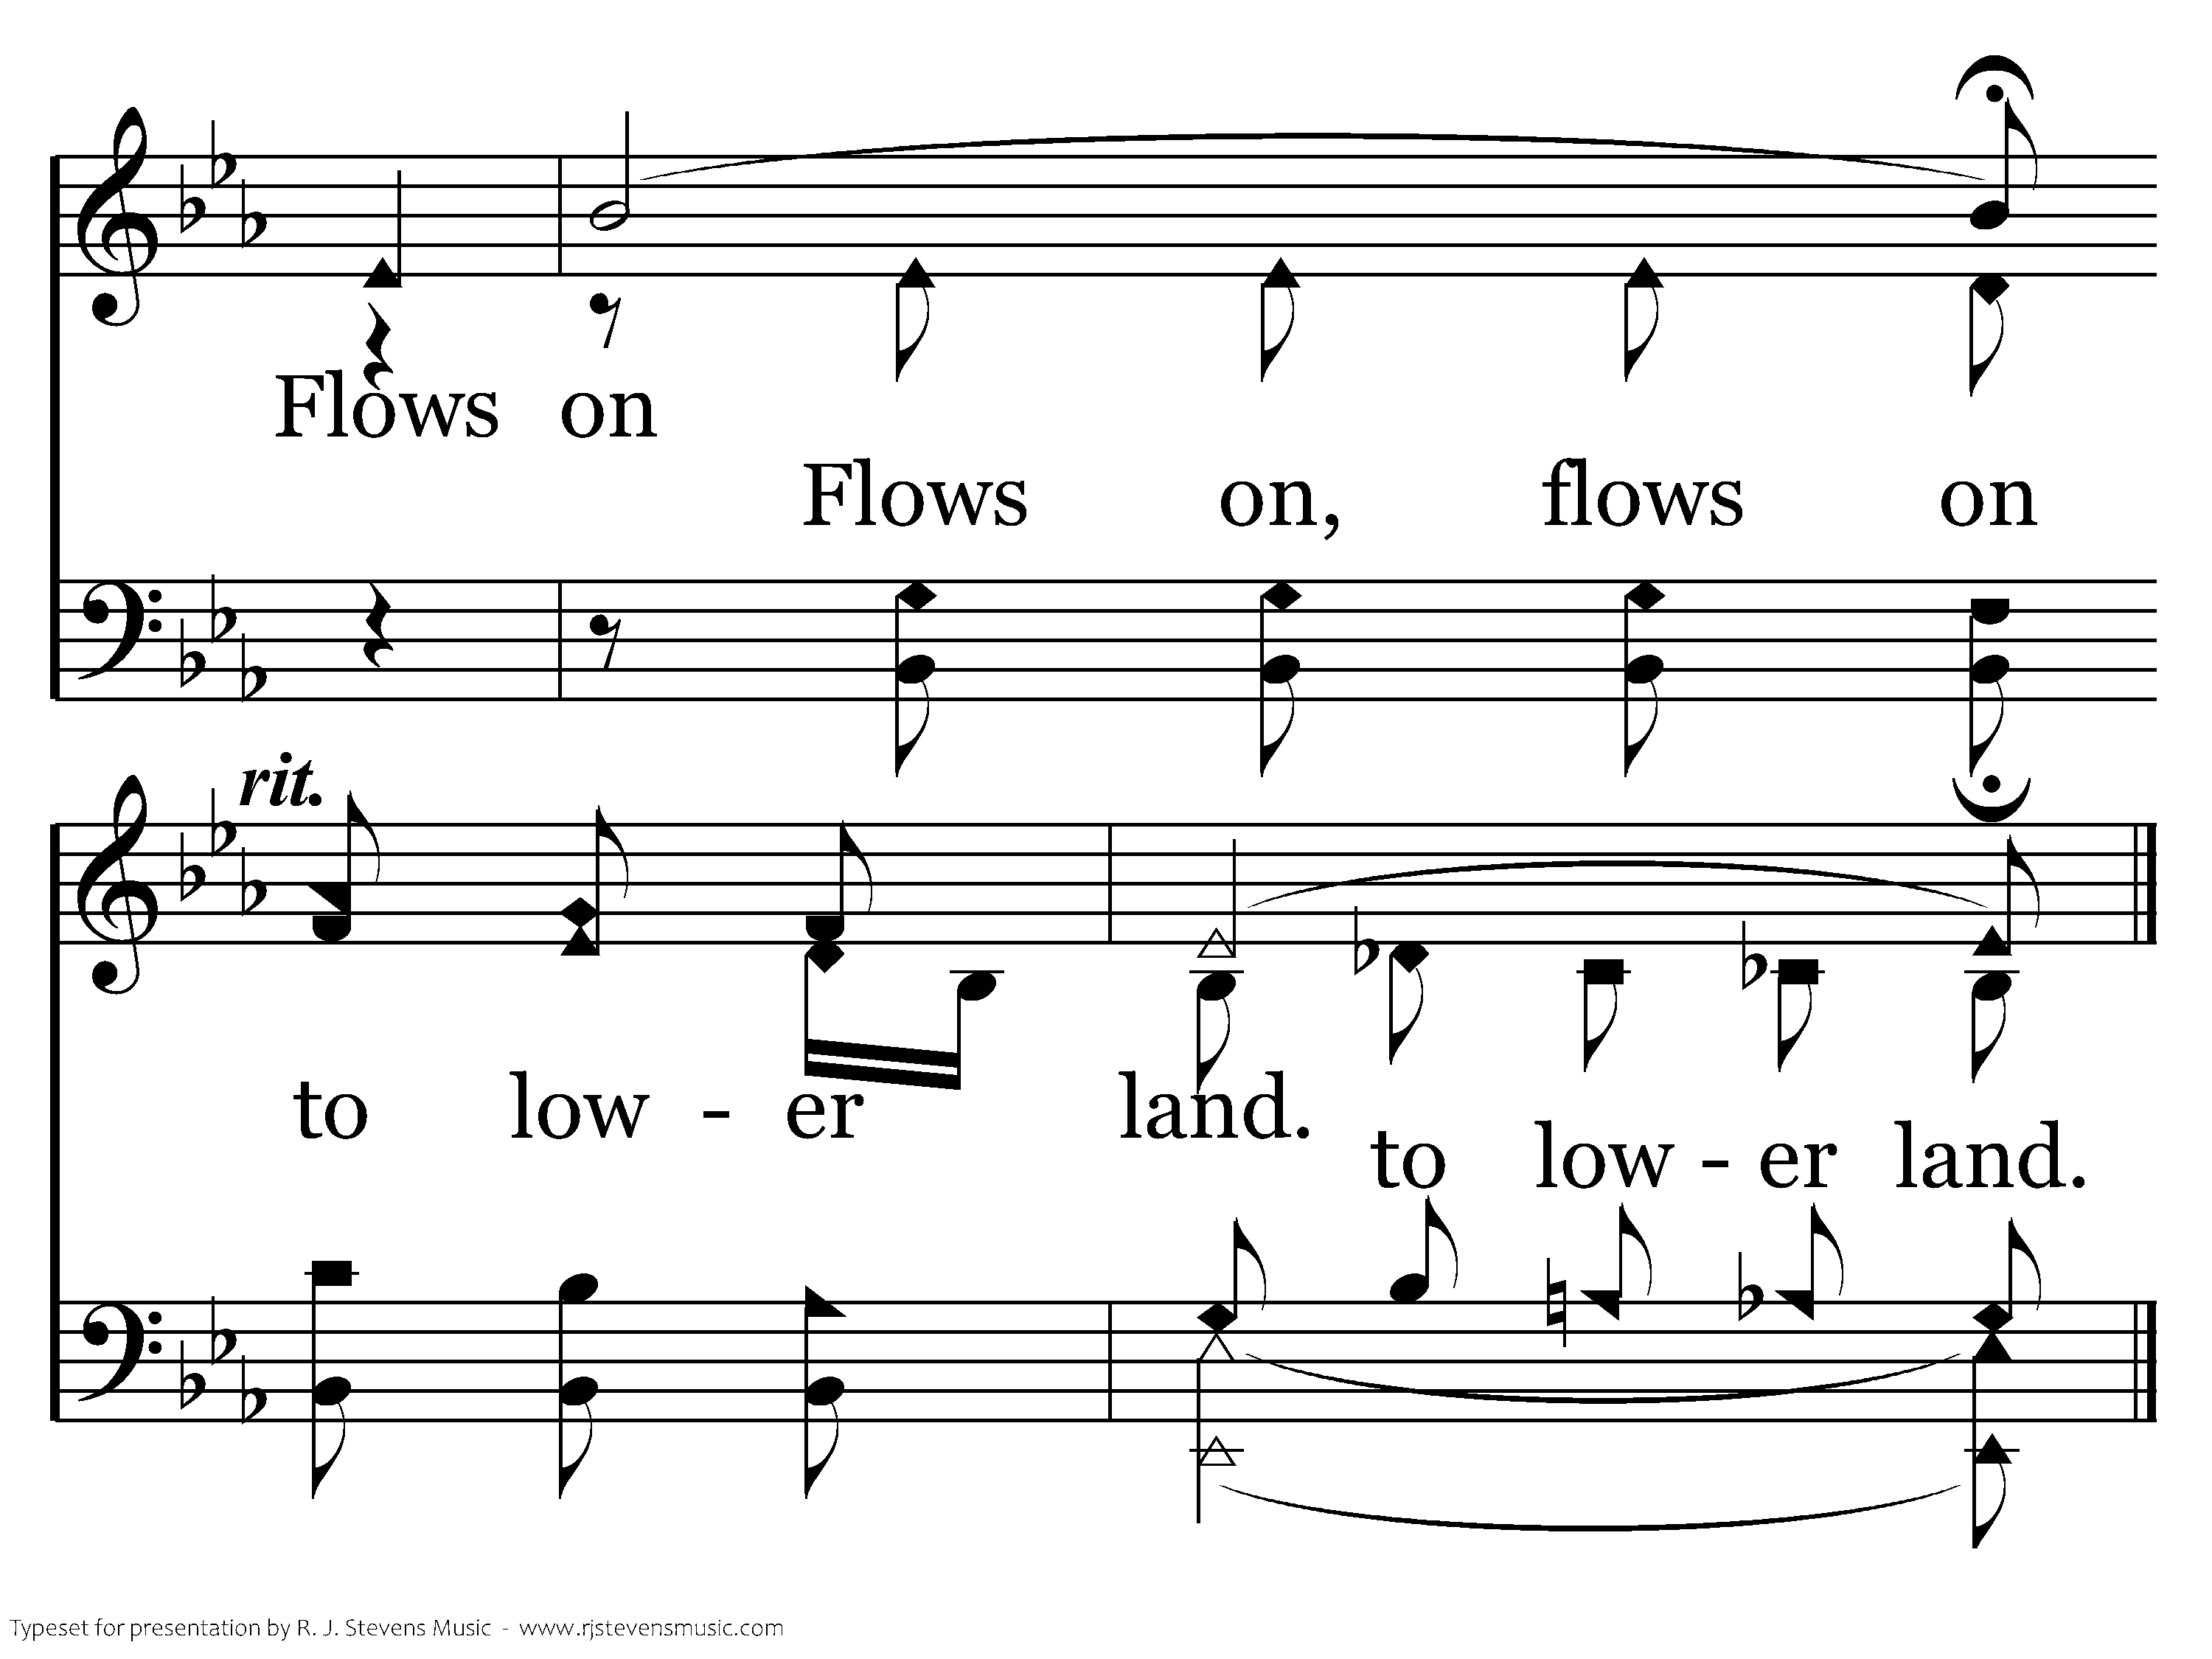 Flows on
Flows on, flows on
rit.
to low - er land.
to low - er land.
Typeset for presentation by R. J. Stevens Music - www.rjstevensmusic.com